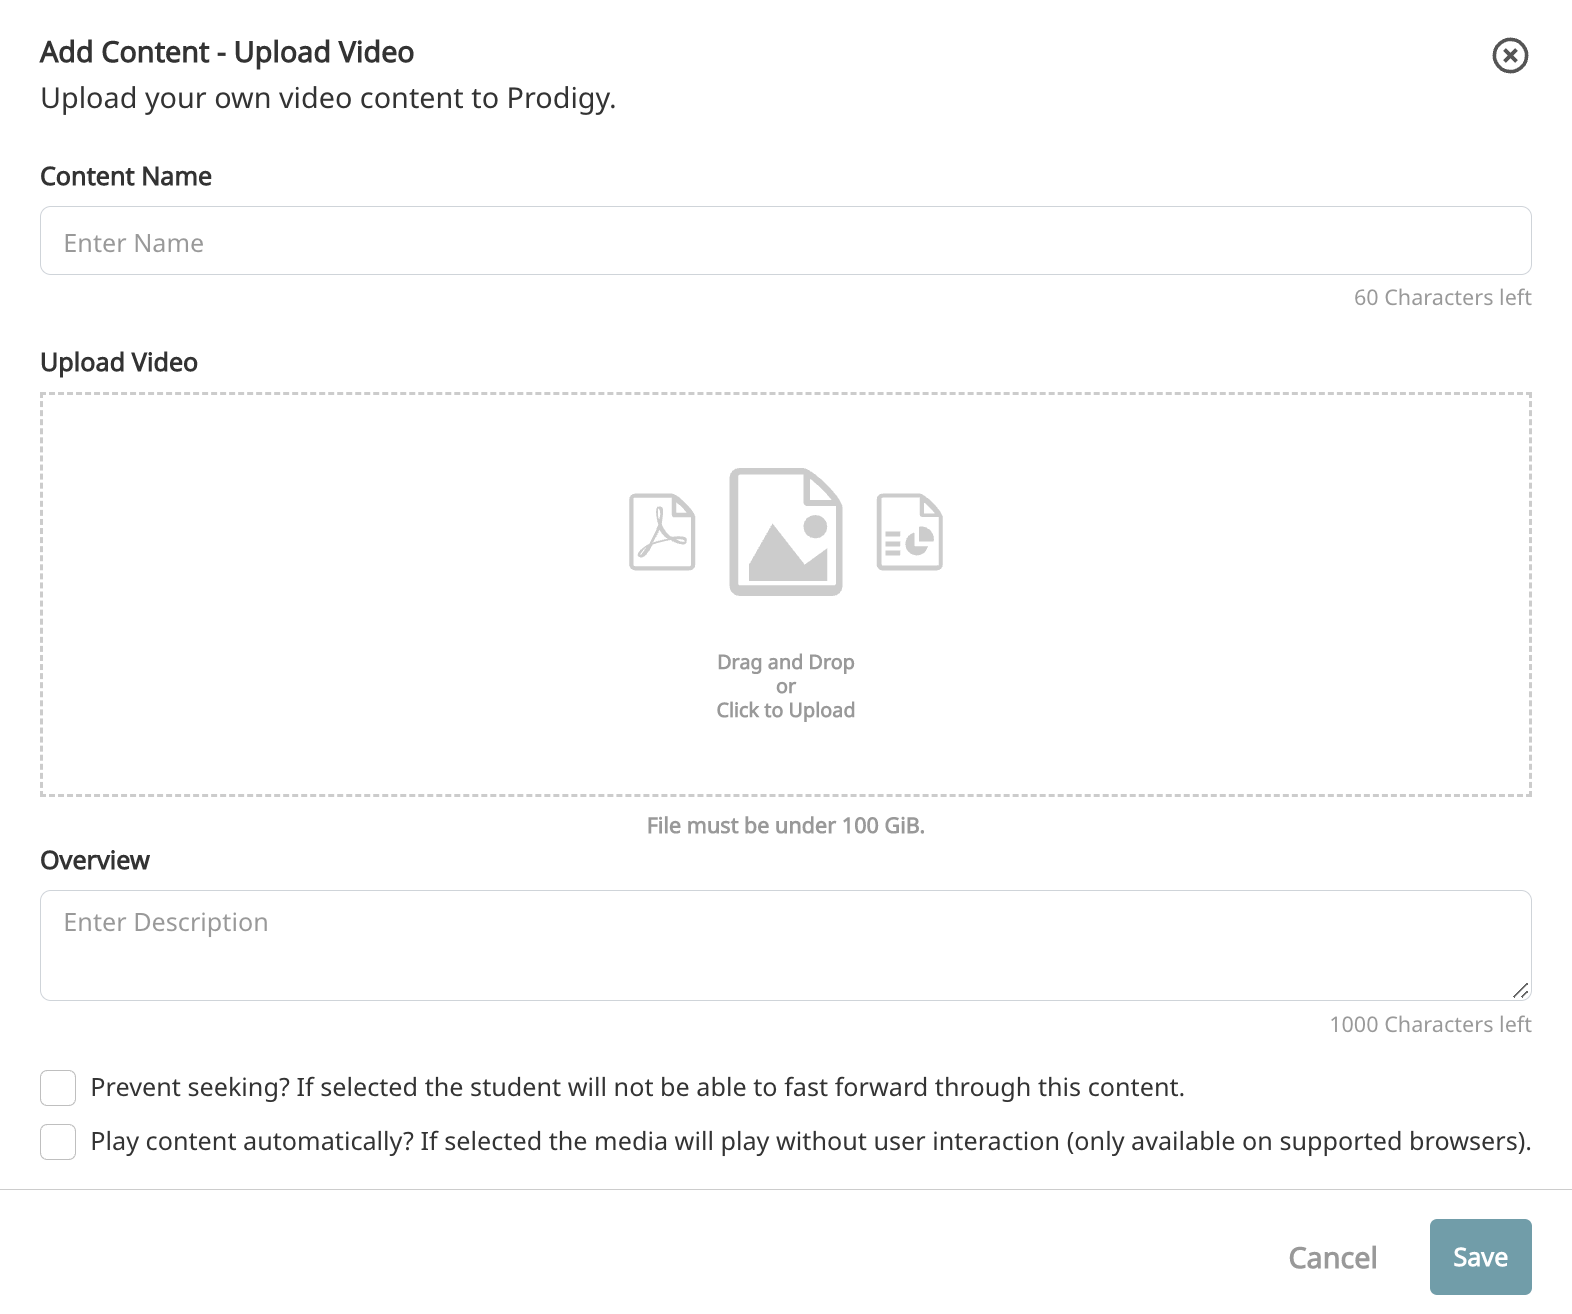 Add Content - Upload Video
Upload your own video content to Prodigy.
Content Name
Enter Name
60 Characters left
Upload Video
Drag and Drop
or
Click to Upload
File must be under 100 GiB.
Overview
Enter Description
1000 Characters left
Prevent seeking? If selected the student will not be able to fast forward through this content.
Play content automatically? If selected the media will play without user interaction (only available on supported browsers).
Cancel
Save